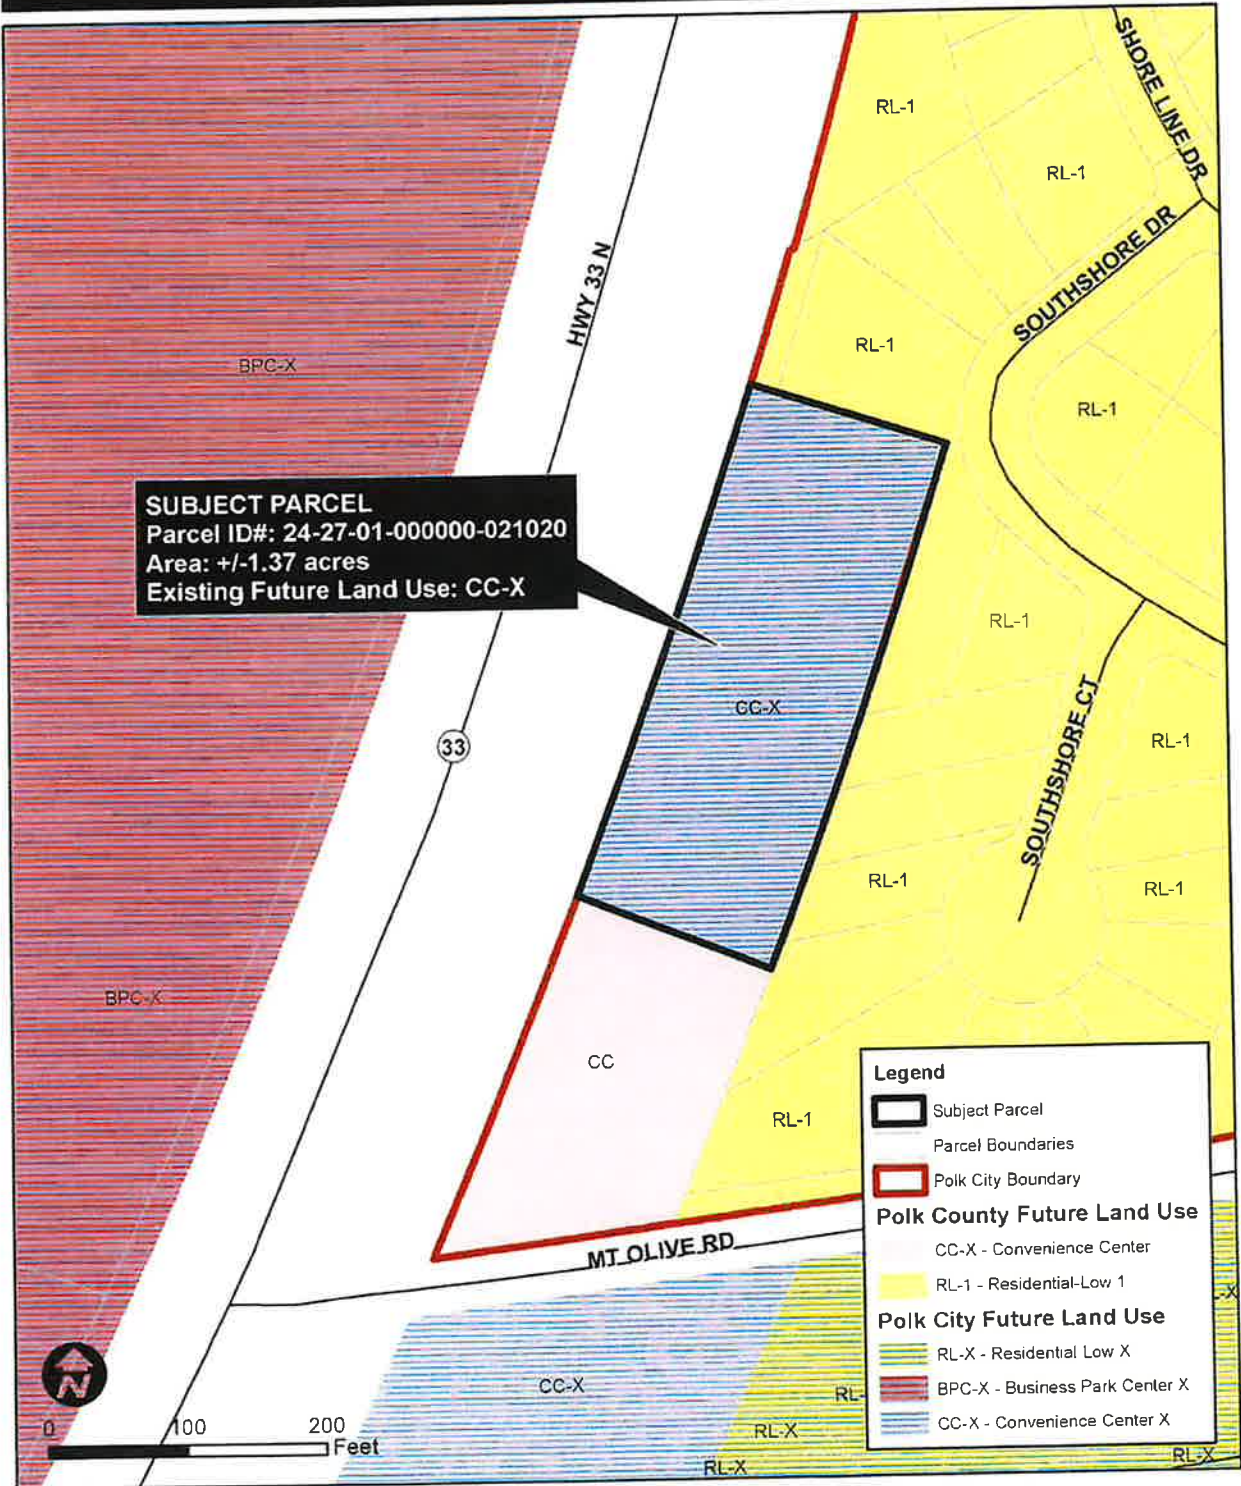 SHORE LINE DR
RL-1
RL-1
SOUTHSHORE DR
HWY 33 N
RL-1
BPC-X
RL-1
SUBJECT PARCEL
Parcel ID#: 24-27-01-000000-021020
Area: +/-1.37 acres
Existing Future Land Use: CC-X
RL-1
CC-X
SOUTHSHORE CT
33
RL-1
RL-1
RL-1
BPC-X
CC
RL-1
Legend
Subject Parcel
Parcel Boundaries
Polk City Boundary
Polk County Future Land Use
CC-X - Convenience Center
RL-1 - Residential-Low 1
Polk City Future Land Use
RL-X - Residential Low X
BPC-X - Business Park Center X
CC-X - Convenience Center X
MT OLIVE RD
-X
CC-X
RL-
RL-X
RL-X
RL-X
N
0 100 200
Feet